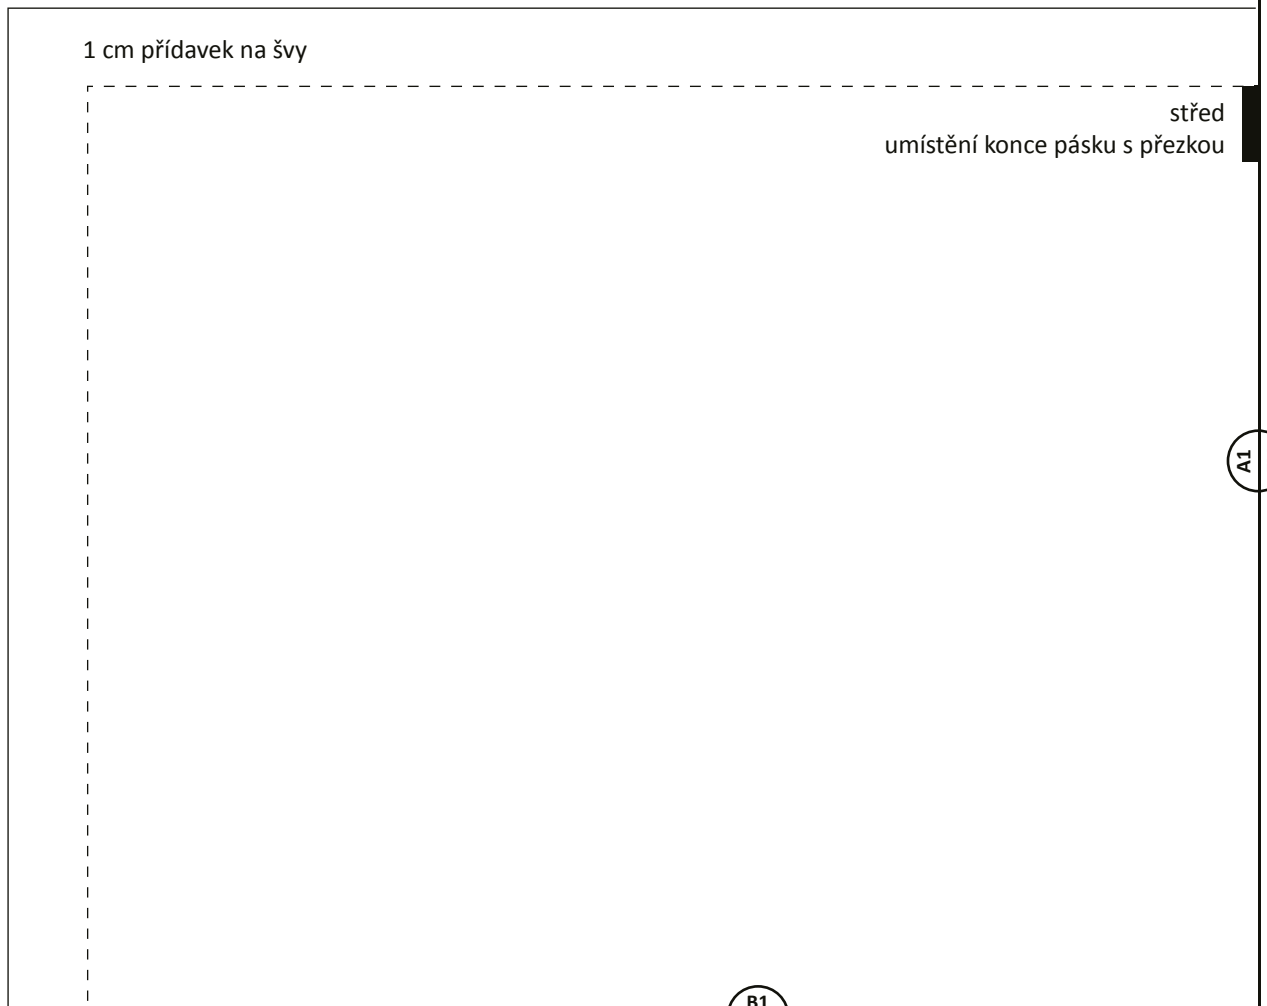 1 cm přídavek na švy
střed
umístění konce pásku s přezkou
A1
B1